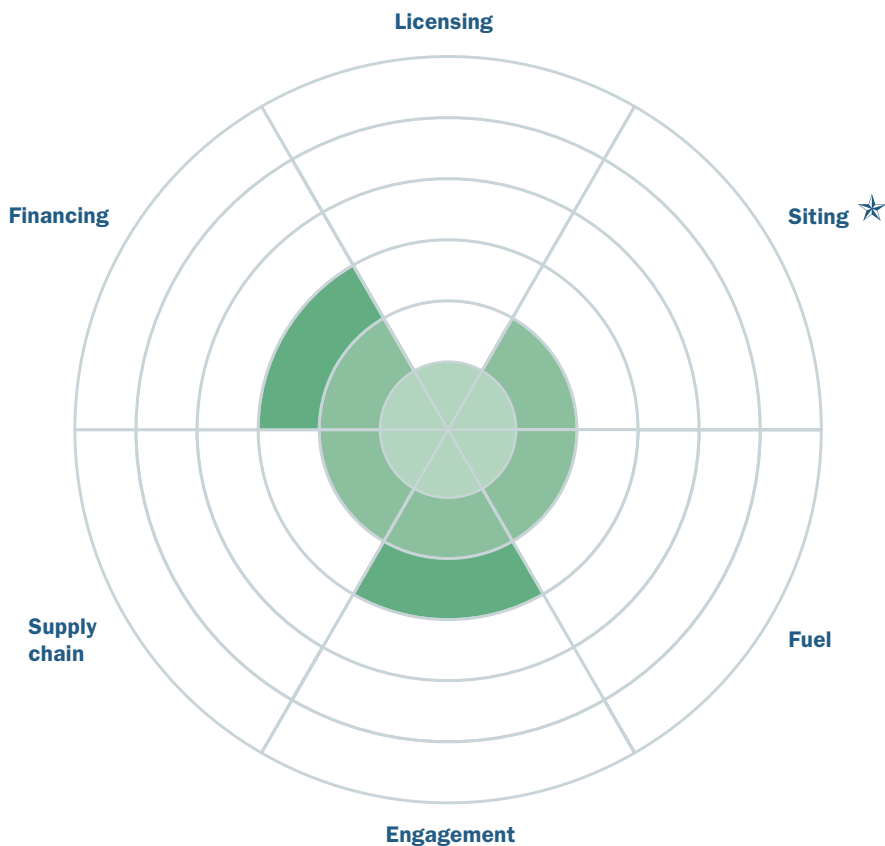 Licensing
Financing
Siting
Supply
chain
Fuel
Engagement